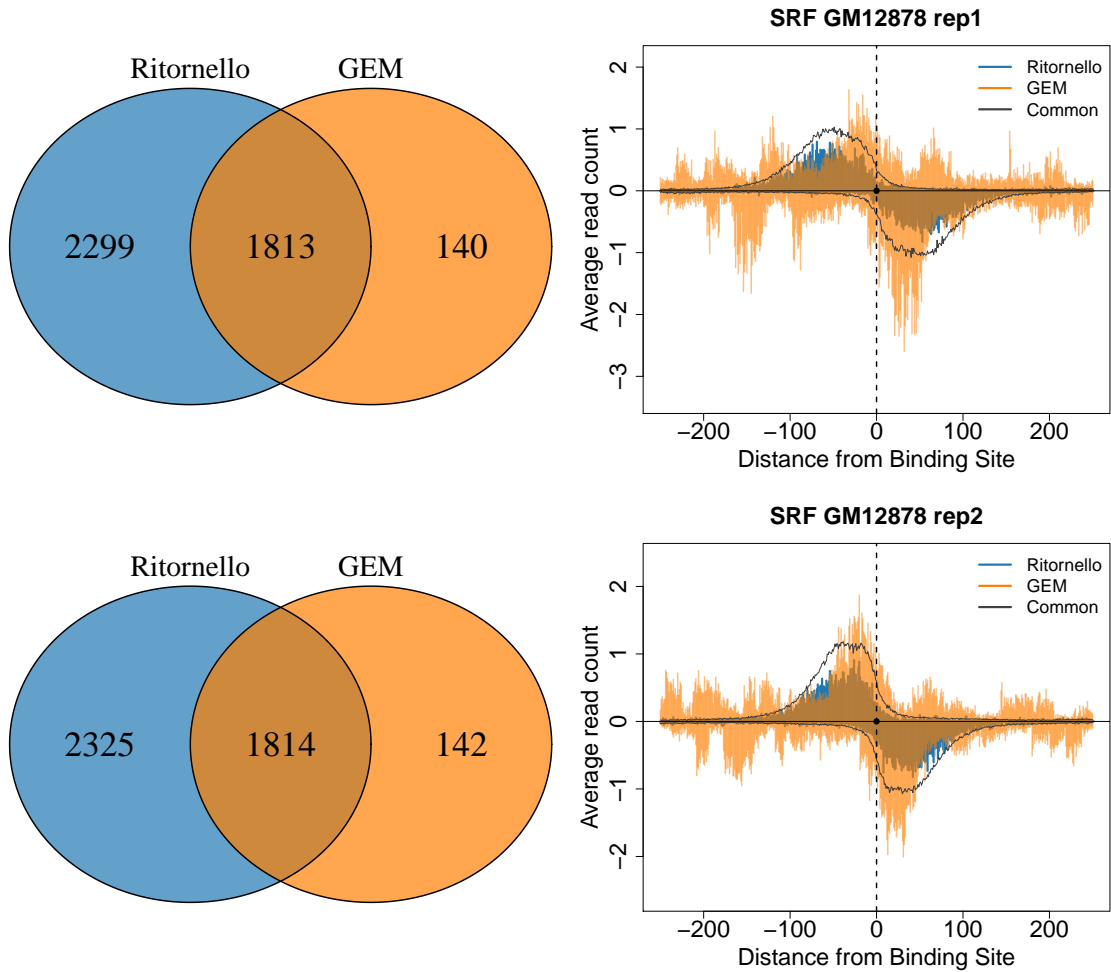 Ritornello GEM
2299 1813 140
SRF GM12878 rep1
Ritornello
GEM
Common
Average read count
2
1
0
−1
−2
−3
−200 −100 0 100 200
Distance from Binding Site
Ritornello GEM
2325 1814 142
SRF GM12878 rep2
Ritornello
GEM
Common
Average read count
2
1
0
−1
−2
−200 −100 0 100 200
Distance from Binding Site